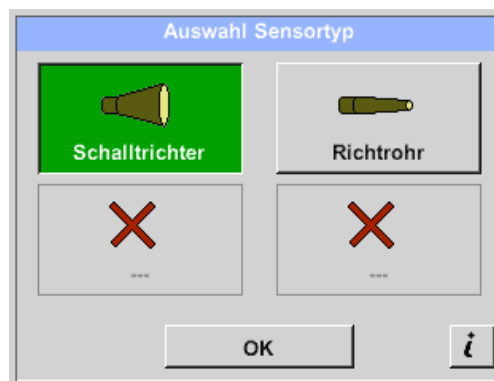 Auswahl Sensortyp
Schalltrichter
Richtrohr
---
---
OK
i